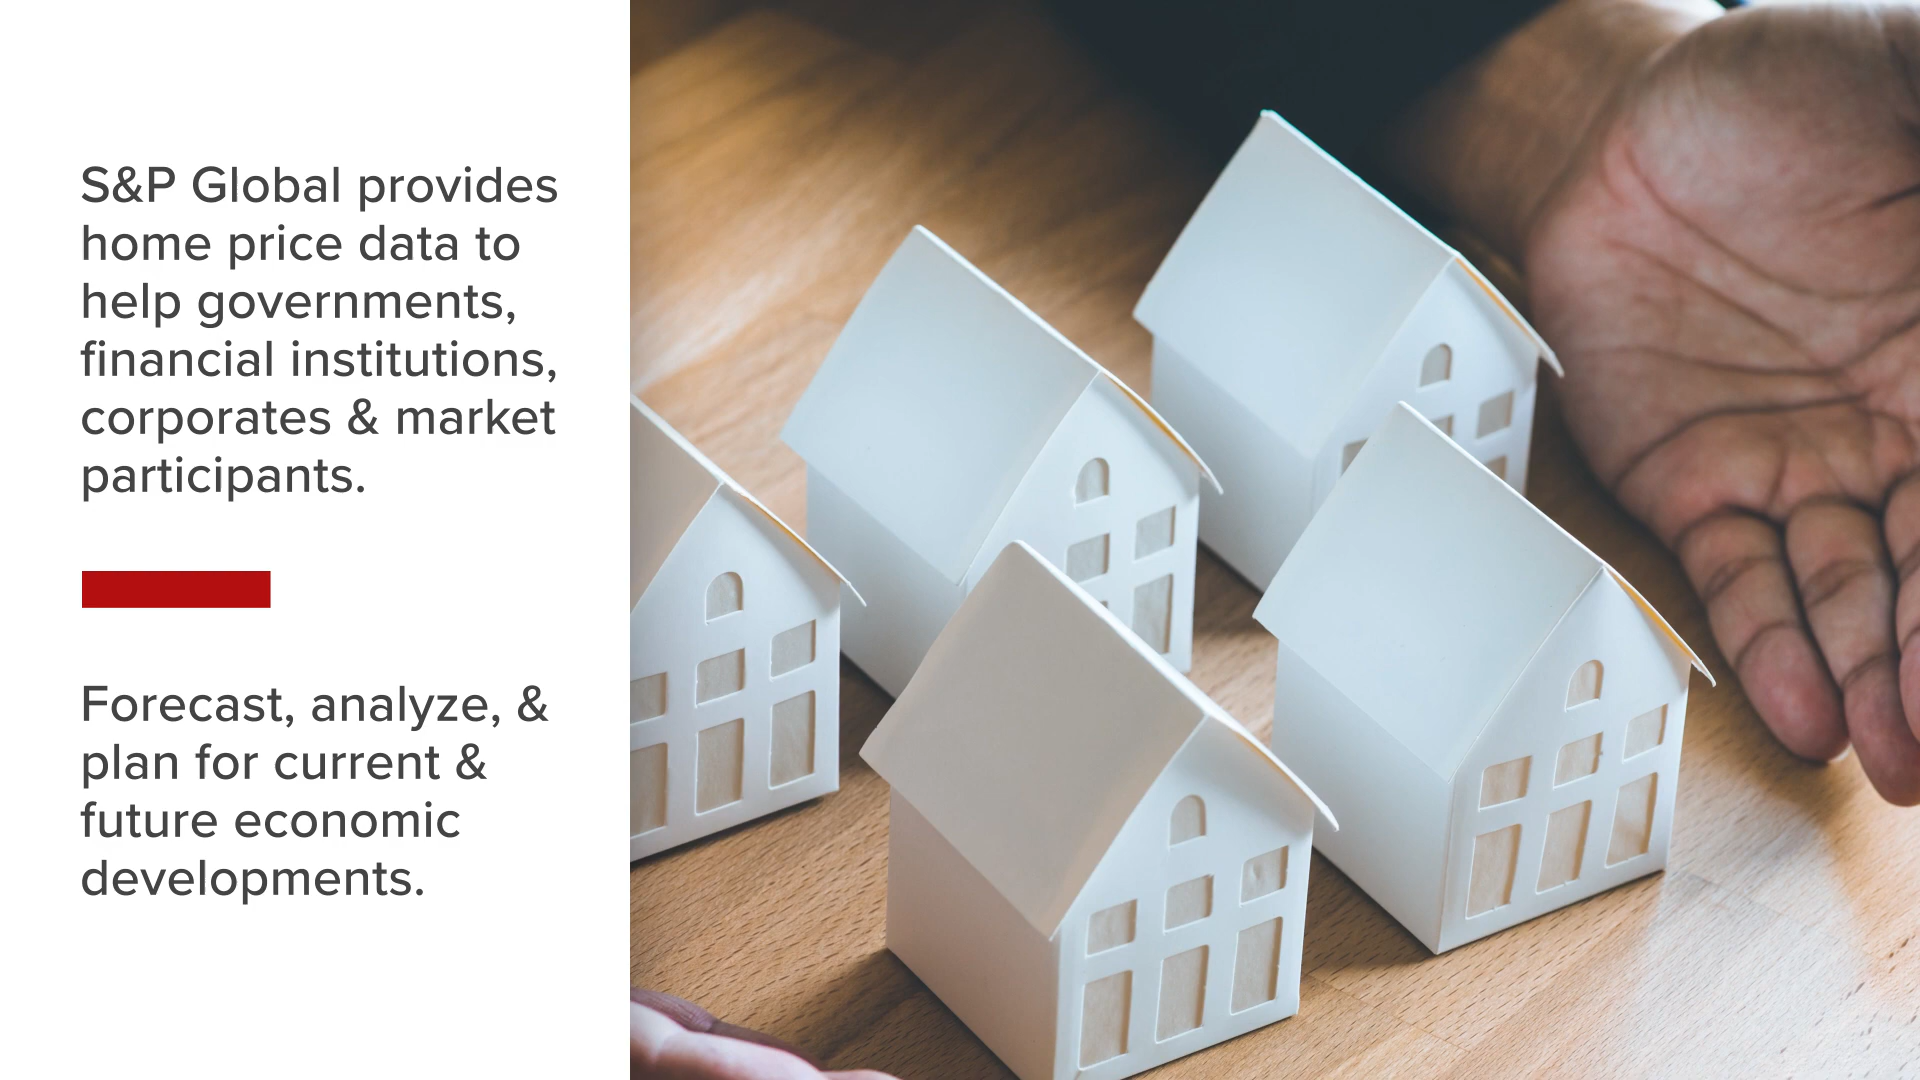 S&P Global provides
home price data to
help governments,
financial institutions,
corporates & market
participants.
Forecast, analyze, &
plan for current &
future economic
developments.